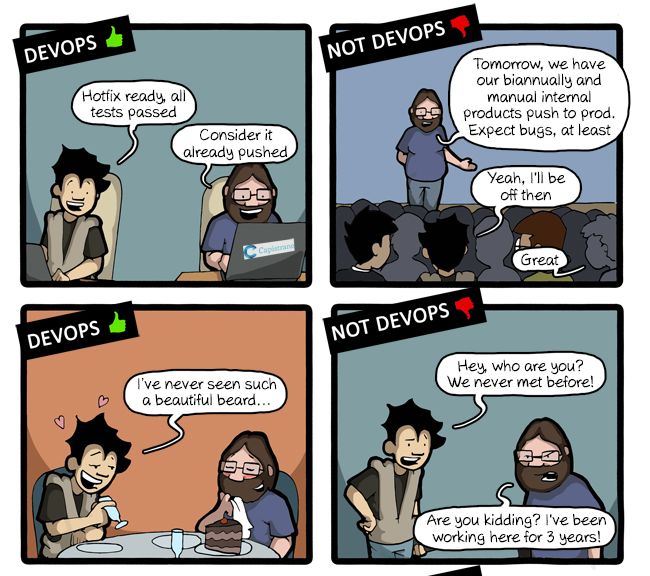 DEVOPS
Hotfix ready, all
tests passed
Consider it
already pushed
Capistrano
NOT DEVOPS
Tomorrow, we have
our biannually and
manual internal
products push to prod.
Expect bugs, at least
Yeah, I'll be
off then
Great
DEVOPS
I've never seen such
a beautiful beard...
NOT DEVOPS
Hey, who are you?
We never met before!
Are you kidding? I've been
working here for 3 years!